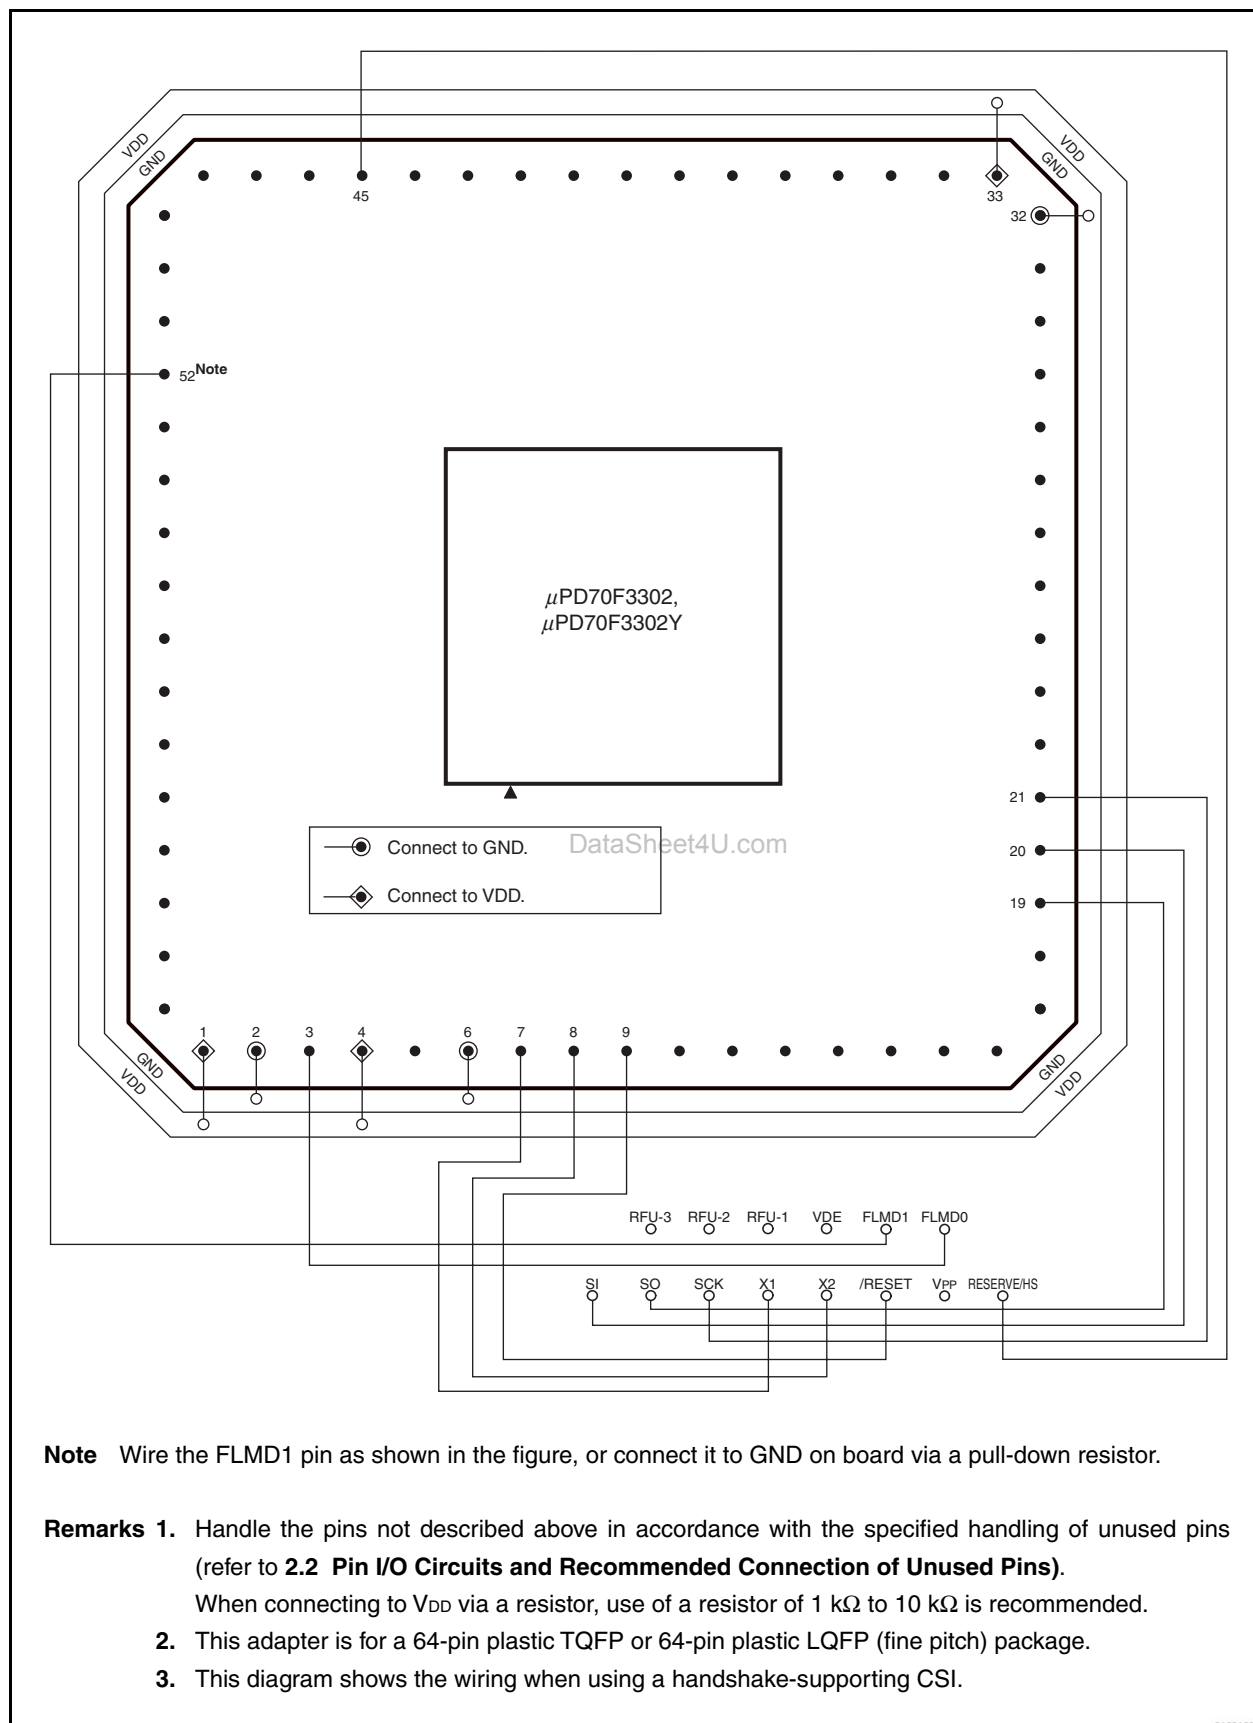 VDD
GND
VDD
GND
45
33
32
52Note
μPD70F3302,
μPD70F3302Y
21
20
19
Connect to GND.
DataSheet4U.com
Connect to VDD.
1 2 3 4 6 7 8 9
GND
VDD
GND
VDD
RFU-3 RFU-2 RFU-1 VDE FLMD1 FLMD0
SI SO SCK X1 X2 /RESET VPP RESERVE/HS
Note Wire the FLMD1 pin as shown in the figure, or connect it to GND on board via a pull-down resistor.
Remarks 1. Handle the pins not described above in accordance with the specified handling of unused pins
(refer to 2.2 Pin I/O Circuits and Recommended Connection of Unused Pins).
When connecting to VDD via a resistor, use of a resistor of 1 kΩ to 10 kΩ is recommended.
2. This adapter is for a 64-pin plastic TQFP or 64-pin plastic LQFP (fine pitch) package.
3. This diagram shows the wiring when using a handshake-supporting CSI.